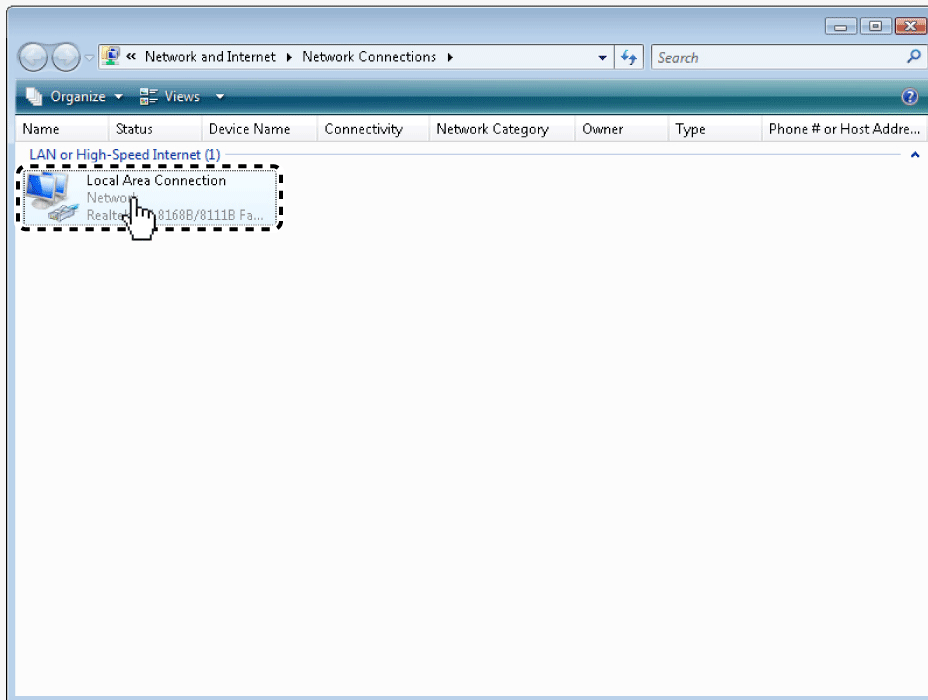 « Network and Internet Network Connections Search
Organize Views
Name Status Device Name Connectivity Network Category Owner Type Phone # or Host Addre...
LAN or High-Speed Internet (1)
Local Area Connection
Network
8168B/8111B Fa...